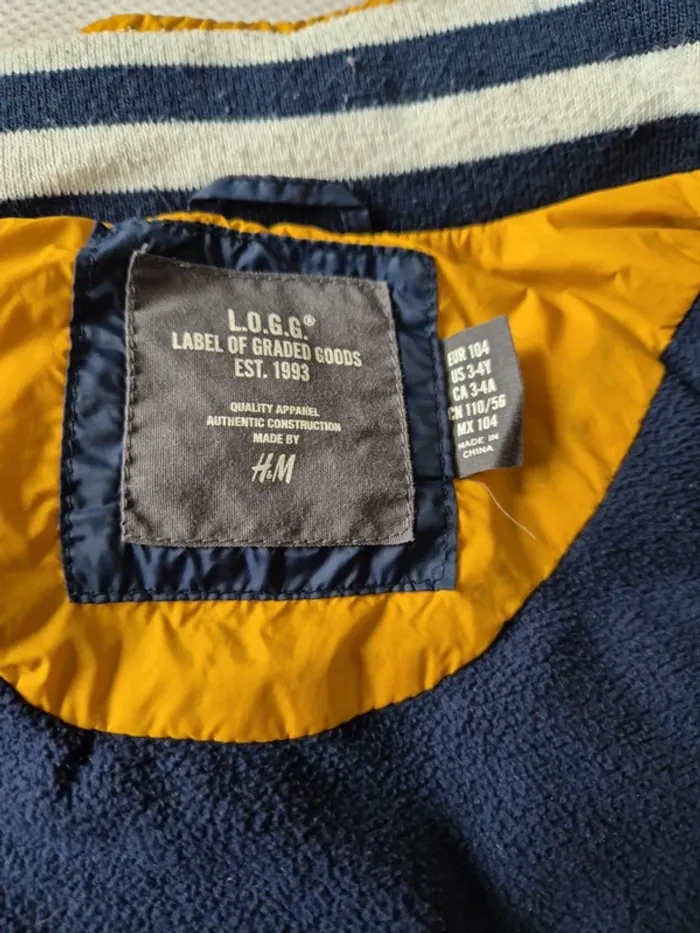 L.O.G.G.®
LABEL OF GRADED GOODS
EST. 1993
QUALITY APPAREL
AUTHENTIC CONSTRUCTION
MADE BY
H&M
EUR 104
US 3-4Y
CA 3-4A
CN 110/56
MX 104
MADE IN
CHINA